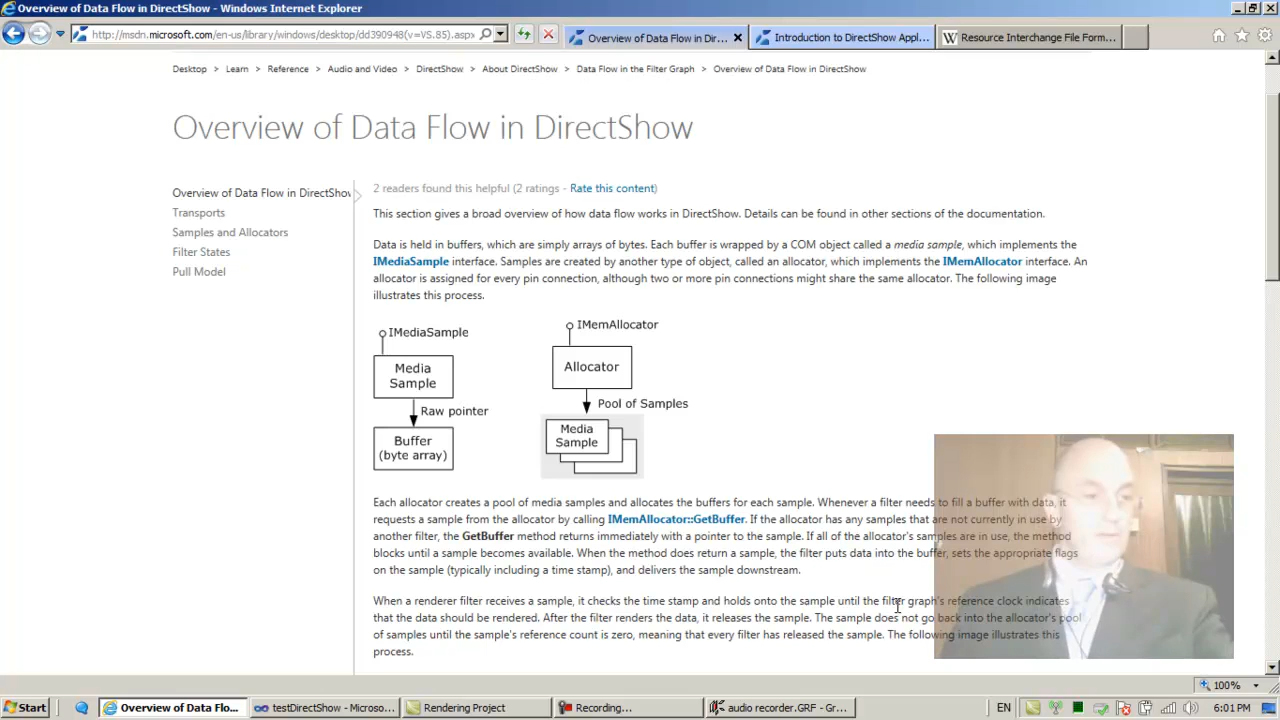 Overview of Data Flow in DirectShow - Windows Internet Explorer
http://msdn.microsoft.com/en-us/library/windows/desktop/dd390948(v=VS.85).aspx
Overview of Data Flow in Dir...
Introduction to DirectShow Appl...
W Resource Interchange File Form...
Desktop > Learn > Reference > Audio and Video > DirectShow > About DirectShow > Data Flow in the Filter Graph > Overview of Data Flow in DirectShow
Overview of Data Flow in DirectShow
Overview of Data Flow in DirectShow
Transports
Samples and Allocators
Filter States
Pull Model
2 readers found this helpful (2 ratings - Rate this content)
This section gives a broad overview of how data flow works in DirectShow. Details can be found in other sections of the documentation.
Data is held in buffers, which are simply arrays of bytes. Each buffer is wrapped by a COM object called a media sample, which implements the
IMediaSample interface. Samples are created by another type of object, called an allocator, which implements the IMemAllocator interface. An
allocator is assigned for every pin connection, although two or more pin connections might share the same allocator. The following image
illustrates this process.
IMediaSample
Media
Sample
Raw pointer
Buffer
(byte array)
IMemAllocator
Allocator
Pool of Samples
Media
Sample
Each allocator creates a pool of media samples and allocates the buffers for each sample. Whenever a filter needs to fill a buffer with data, it
requests a sample from the allocator by calling IMemAllocator::GetBuffer. If the allocator has any samples that are not currently in use by
another filter, the GetBuffer method returns immediately with a pointer to the sample. If all of the allocator's samples are in use, the method
blocks until a sample becomes available. When the method does return a sample, the filter puts data into the buffer, sets the appropriate flags
on the sample (typically including a time stamp), and delivers the sample downstream.
When a renderer filter receives a sample, it checks the time stamp and holds onto the sample until the filter graph's reference clock indicates
that the data should be rendered. After the filter renders the data, it releases the sample. The sample does not go back into the allocator's pool
of samples until the sample's reference count is zero, meaning that every filter has released the sample. The following image illustrates this
process.
100%
Start
Overview of Data Flo...
testDirectShow - Microso...
Rendering Project
Recording...
audio recorder.GRF - Gr...
EN
6:01 PM